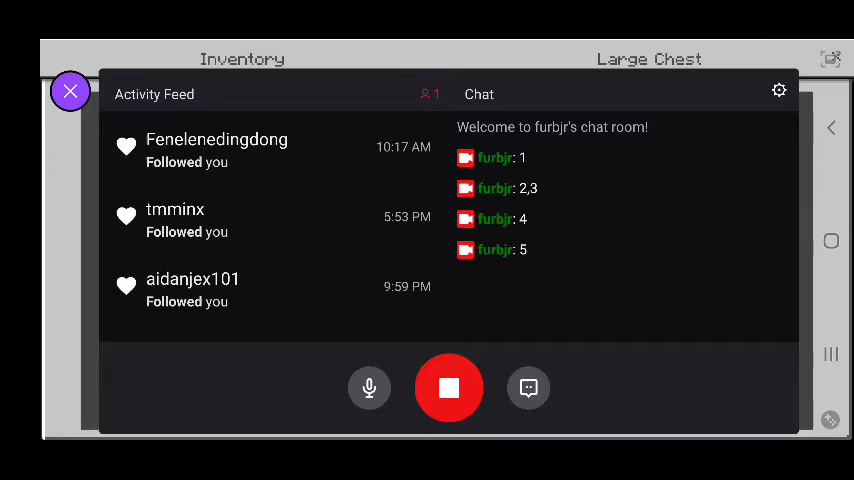 Inventory
Large Chest
Activity Feed
1
Chat
Fenelenedingdong
Followed you
10:17 AM
tmminx
Followed you
5:53 PM
aidanjex101
Followed you
9:59 PM
Welcome to furbjr's chat room!
furbjr: 1
furbjr: 2,3
furbjr: 4
furbjr: 5